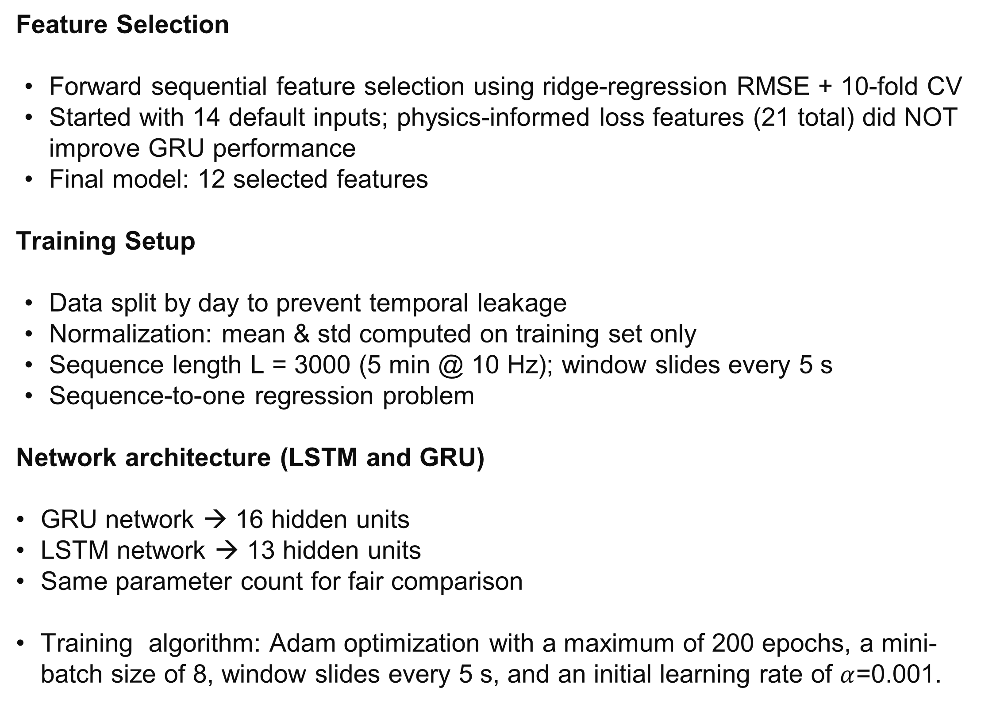 Feature Selection
• Forward sequential feature selection using ridge-regression RMSE + 10-fold CV
• Started with 14 default inputs; physics-informed loss features (21 total) did NOT
improve GRU performance
• Final model: 12 selected features
Training Setup
• Data split by day to prevent temporal leakage
• Normalization: mean & std computed on training set only
• Sequence length L = 3000 (5 min @ 10 Hz); window slides every 5 s
• Sequence-to-one regression problem
Network architecture (LSTM and GRU)
• GRU network → 16 hidden units
• LSTM network → 13 hidden units
• Same parameter count for fair comparison
• Training algorithm: Adam optimization with a maximum of 200 epochs, a mini-
batch size of 8, window slides every 5 s, and an initial learning rate of α=0.001.